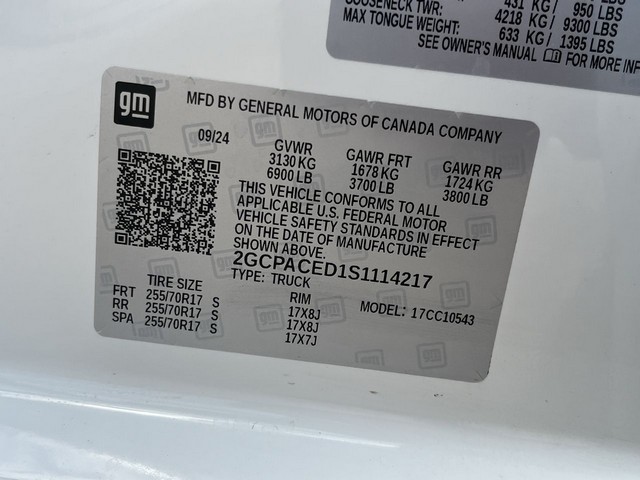 GOOSENECK TWR: 431 KG / 950 LBS
4218 KG / 9300 LBS
MAX TONGUE WEIGHT: 633 KG / 1395 LBS
SEE OWNER'S MANUAL FOR MORE INF
gm
MFD BY GENERAL MOTORS OF CANADA COMPANY
09/24
GVWR GAWR FRT GAWR RR
3130 KG 1678 KG 1724 KG
6900 LB 3700 LB 3800 LB
THIS VEHICLE CONFORMS TO ALL
APPLICABLE U.S. FEDERAL MOTOR
VEHICLE SAFETY STANDARDS IN EFFECT
ON THE DATE OF MANUFACTURE
SHOWN ABOVE.
2GCPACED1S1114217
TYPE: TRUCK
TIRE SIZE RIM MODEL: 17CC10543
FRT 255/70R17 S 17X8J
RR 255/70R17 S 17X8J
SPA 255/70R17 S 17X7J